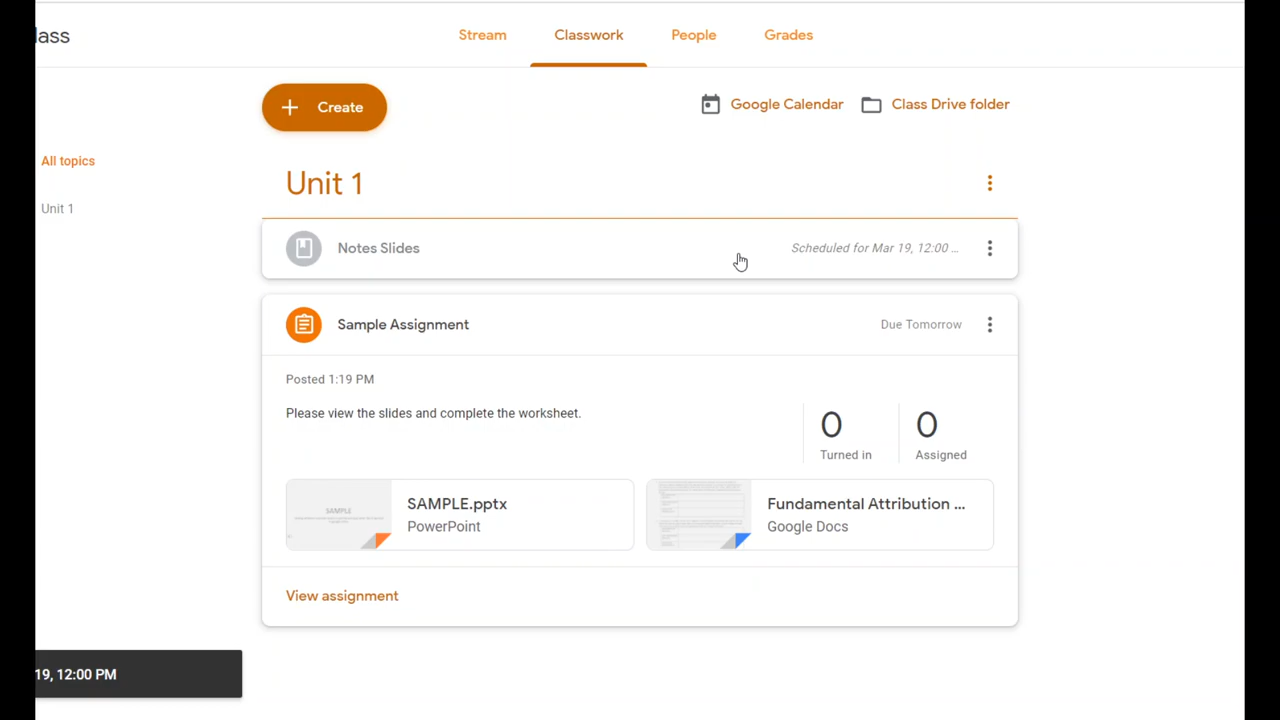 lass
Stream
Classwork
People
Grades
Create
Google Calendar
Class Drive folder
All topics
Unit 1
Unit 1
Notes Slides
Scheduled for Mar 19, 12:00 ...
Sample Assignment
Due Tomorrow
Posted 1:19 PM
Please view the slides and complete the worksheet.
0
Turned in
0
Assigned
SAMPLE
SAMPLE.pptx
PowerPoint
Fundamental Attribution ...
Google Docs
View assignment
19, 12:00 PM